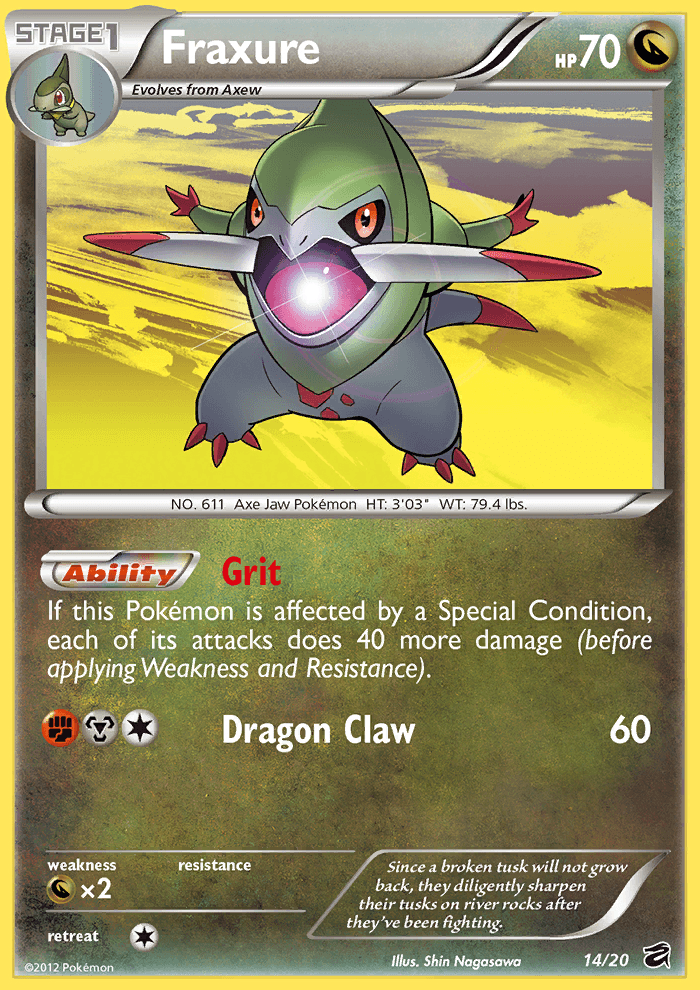 STAGE1
Fraxure
HP70
Evolves from Axew
NO. 611 Axe Jaw Pokémon HT: 3'03" WT: 79.4 lbs.
Ability Grit
If this Pokémon is affected by a Special Condition,
each of its attacks does 40 more damage (before
applying Weakness and Resistance).
Dragon Claw 60
weakness resistance
×2
Since a broken tusk will not grow
back, they diligently sharpen
their tusks on river rocks after
they've been fighting.
retreat
©2012 Pokémon
Illus. Shin Nagasawa
14/20